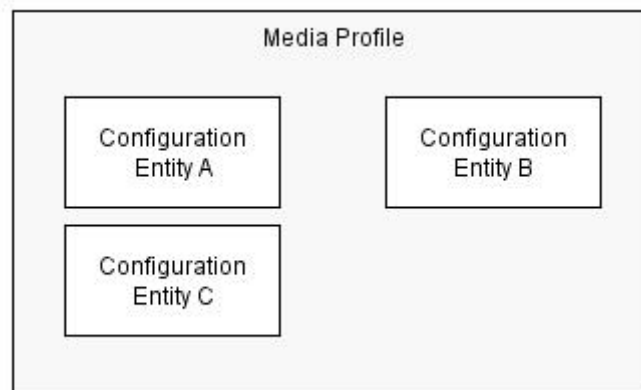 Media Profile
Configuration
Entity A
Configuration
Entity B
Configuration
Entity C